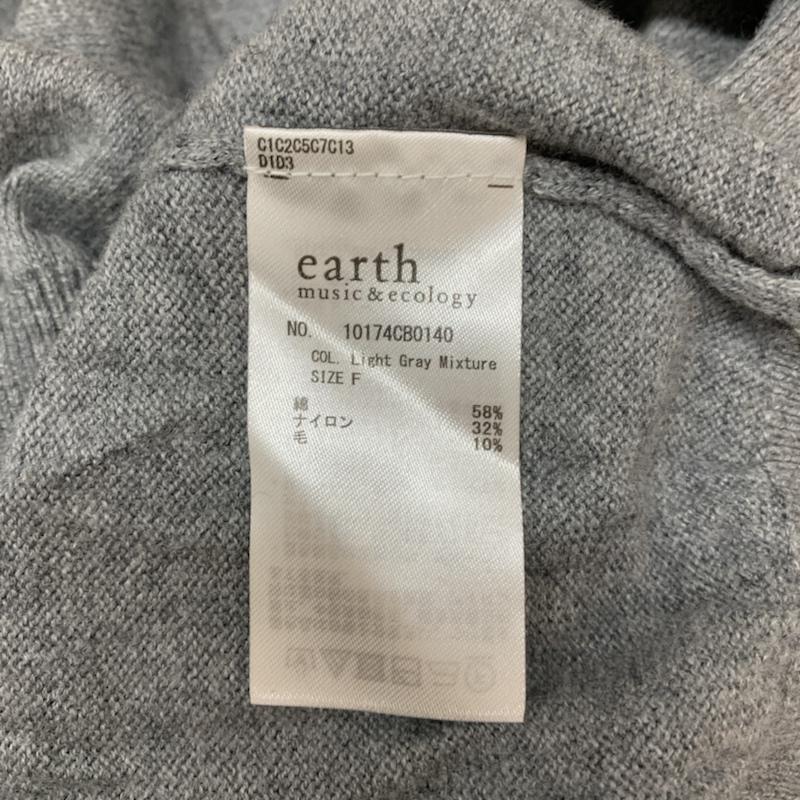 C1C2C5C7C13
D1D3
earth
music&ecology
NO. 10174CB0140
COL. Light Gray Mixture
SIZE F
綿 58%
ナイロン 32%
毛 10%